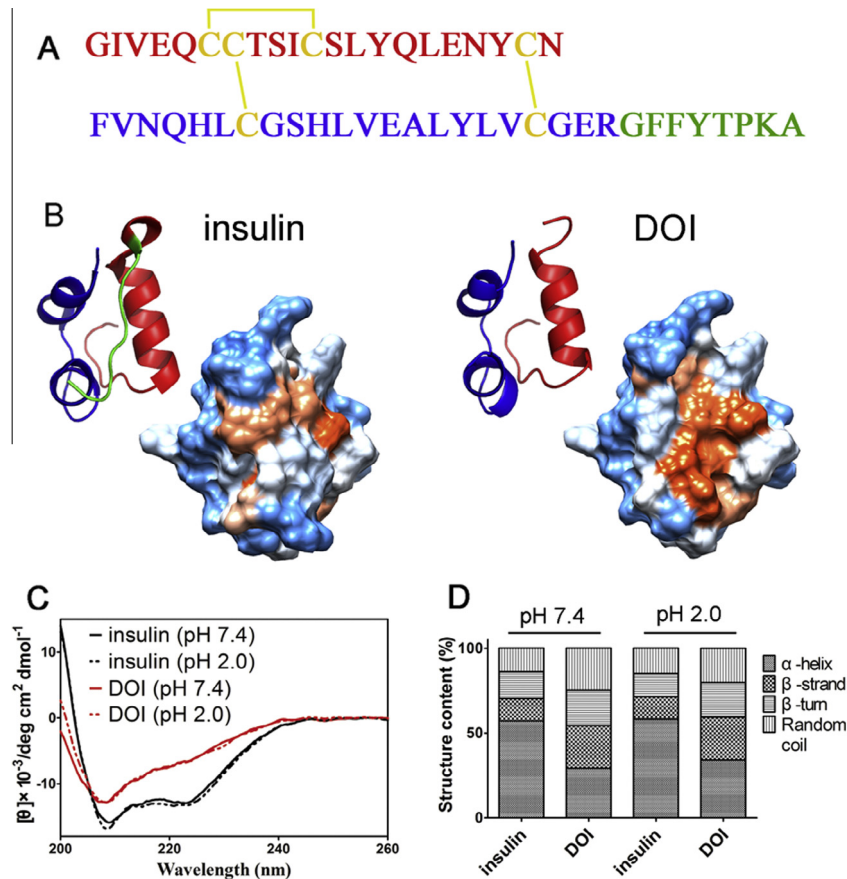 A
GIVEQCCTSICSLYQLENYCN
FVNQHLCGSHLVEALYLVCGERGFFYTPKA
B
insulin
DOI
C
insulin (pH 7.4)
insulin (pH 2.0)
DOI (pH 7.4)
DOI (pH 2.0)
10
0
-10
[θ]× 10⁻³/deg cm² dmol⁻¹
200 220 240 260
Wavelength (nm)
D
pH 7.4 pH 2.0
100
50
0
Structure content (%)
insulin DOI insulin DOI
α-helix
β-strand
β-turn
Random
coil